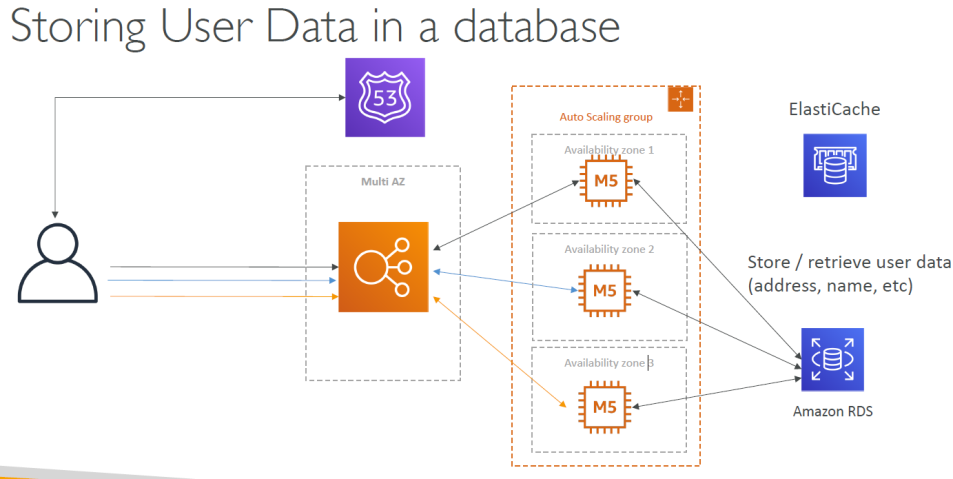 Storing User Data in a database
53
Auto Scaling group
ElastiCache
Availability zone 1
M5
Multi AZ
Availability zone 2
M5
Store / retrieve user data
(address, name, etc)
Availability zone 3
M5
Amazon RDS